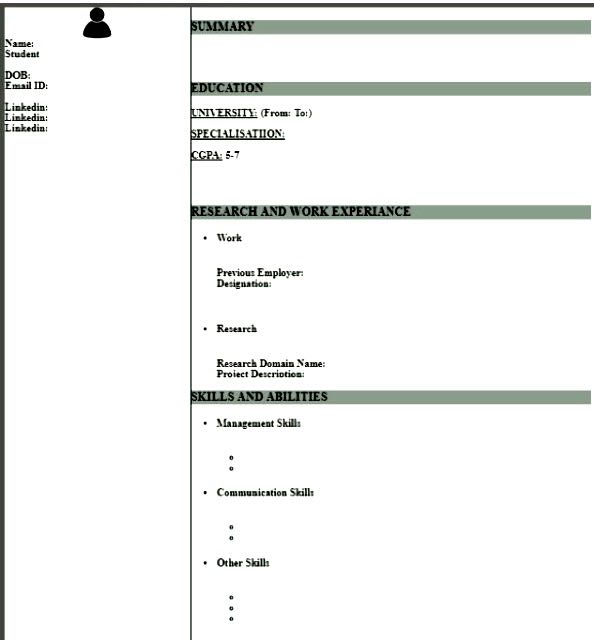 Name:
Student
DOB:
Email ID:
Linkedin:
Linkedin:
Linkedin:
SUMMARY
EDUCATION
UNIVERSITY: (From: To:)
SPECIALISATIION:
CGPA: 5-7
RESEARCH AND WORK EXPERIANCE
• Work
Previous Employer:
Designation:
• Research
Research Domain Name:
Project Description:
SKILLS AND ABILITIES
• Management Skills
• Communication Skills
• Other Skills